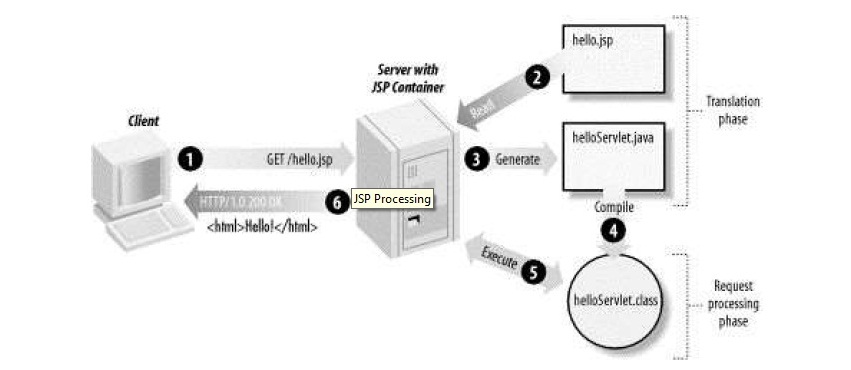 hello.jsp
Server with
JSP Container
2
Read
Translation
phase
Client
1
GET /hello.jsp
3
Generate
helloServlet.java
HTTP/1.0 200 OK
6
JSP Processing
<html>Hello!</html>
Compile
4
Execute
5
helloServlet.class
Request
processing
phase